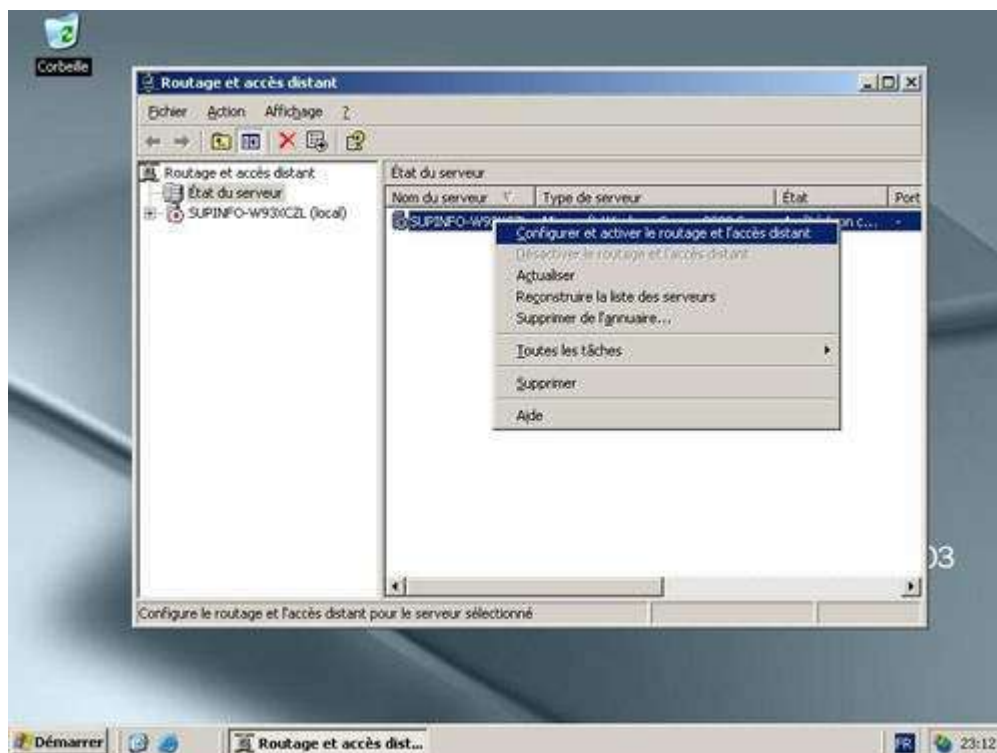 Corbeille
Routage et accès distant
Fichier Action Affichage ?
Routage et accès distant
État du serveur
SUPINFO-W93XCZL (local)
État du serveur
Nom du serveur Type de serveur État Port
Configurer et activer le routage et l'accès distant
Désactiver le routage et l'accès distant
Actualiser
Reconstruire la liste des serveurs
Supprimer de l'annuaire...
Toutes les tâches
Supprimer
Aide
03
Configure le routage et l'accès distant pour le serveur sélectionné
Démarrer
Routage et accès dist...
FR
23:12